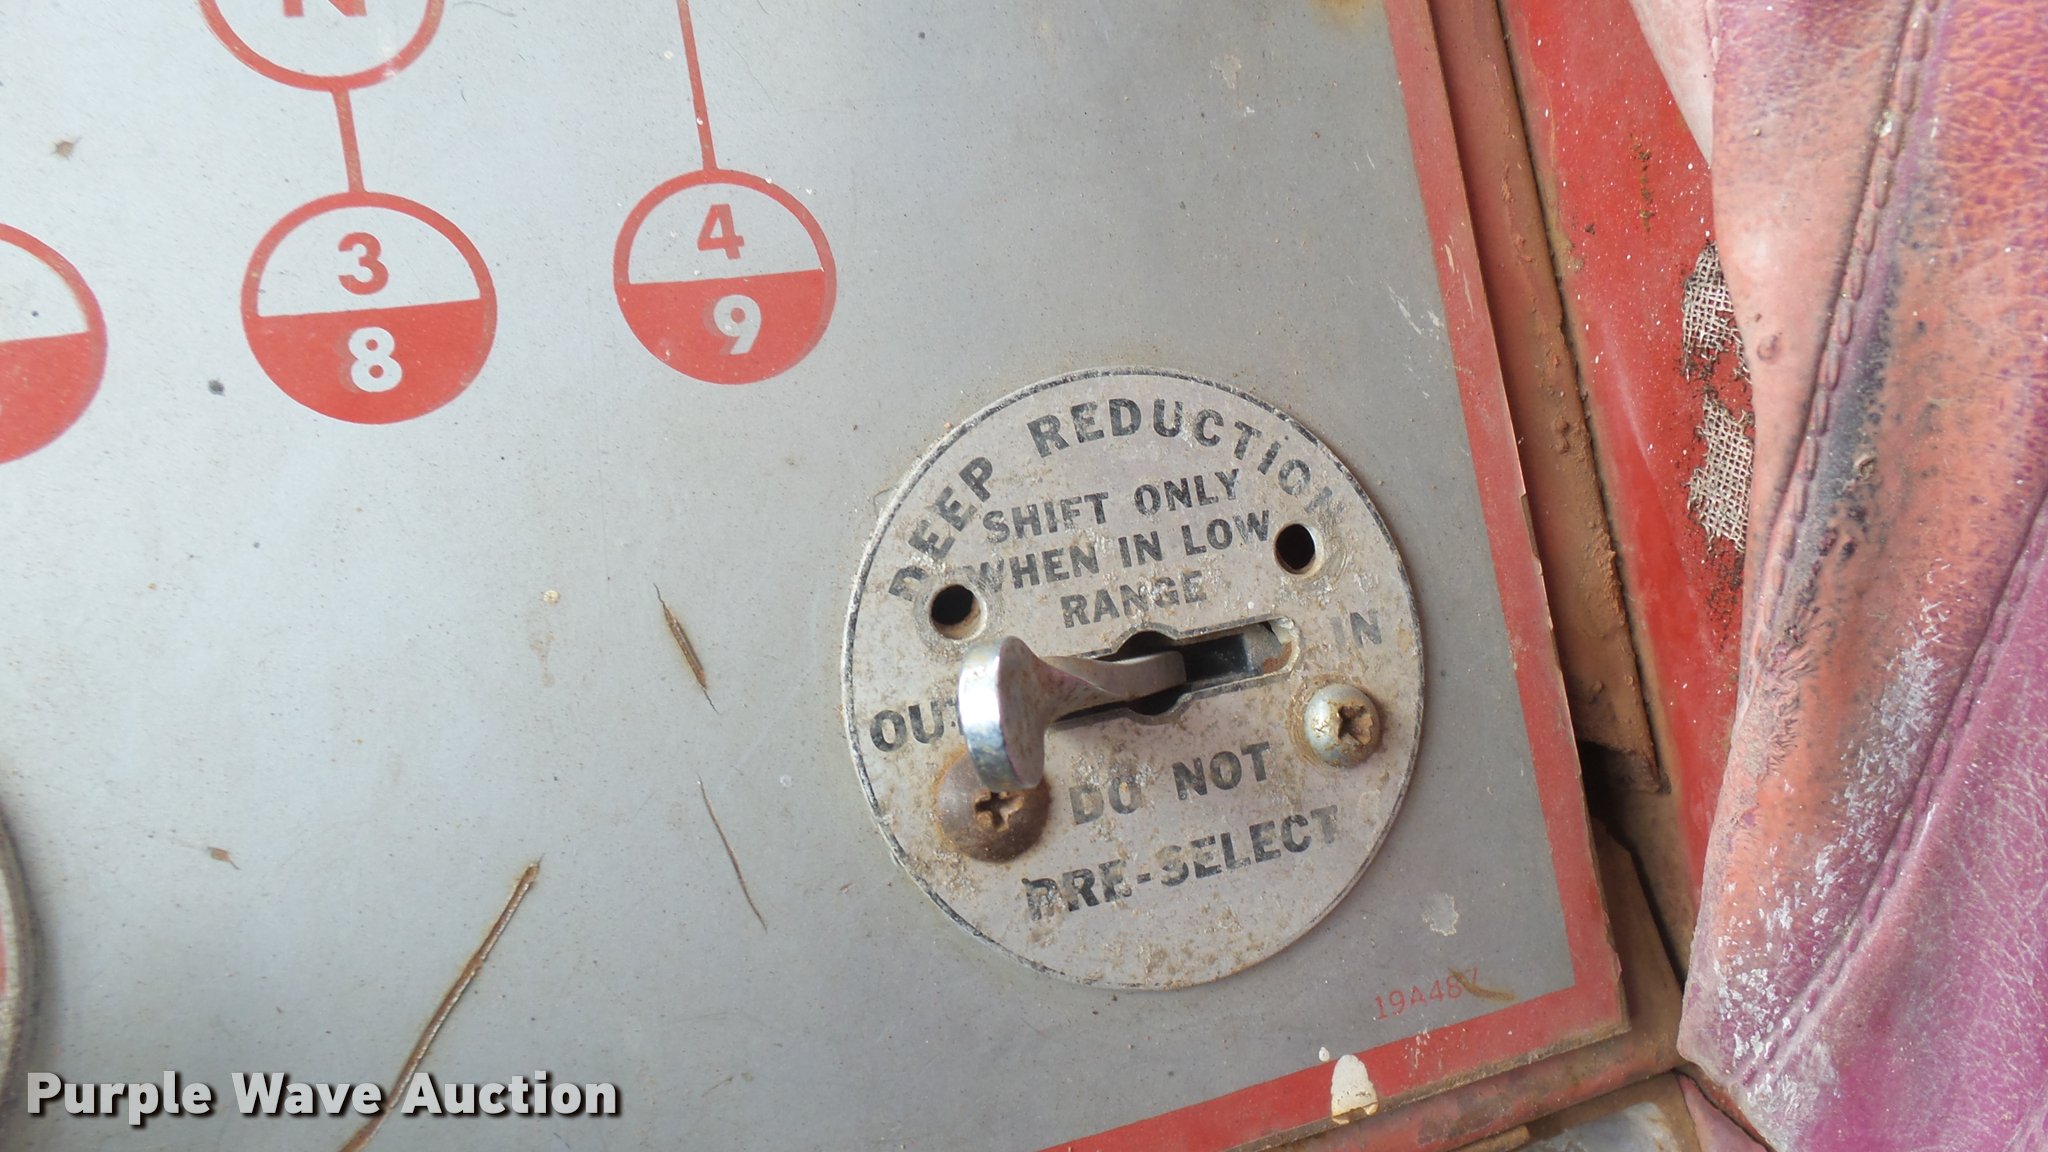 N
3
8
4
9
DEEP REDUCTION
SHIFT ONLY
WHEN IN LOW
RANGE
IN
OUT
DO NOT
PRE-SELECT
19A487
Purple Wave Auction